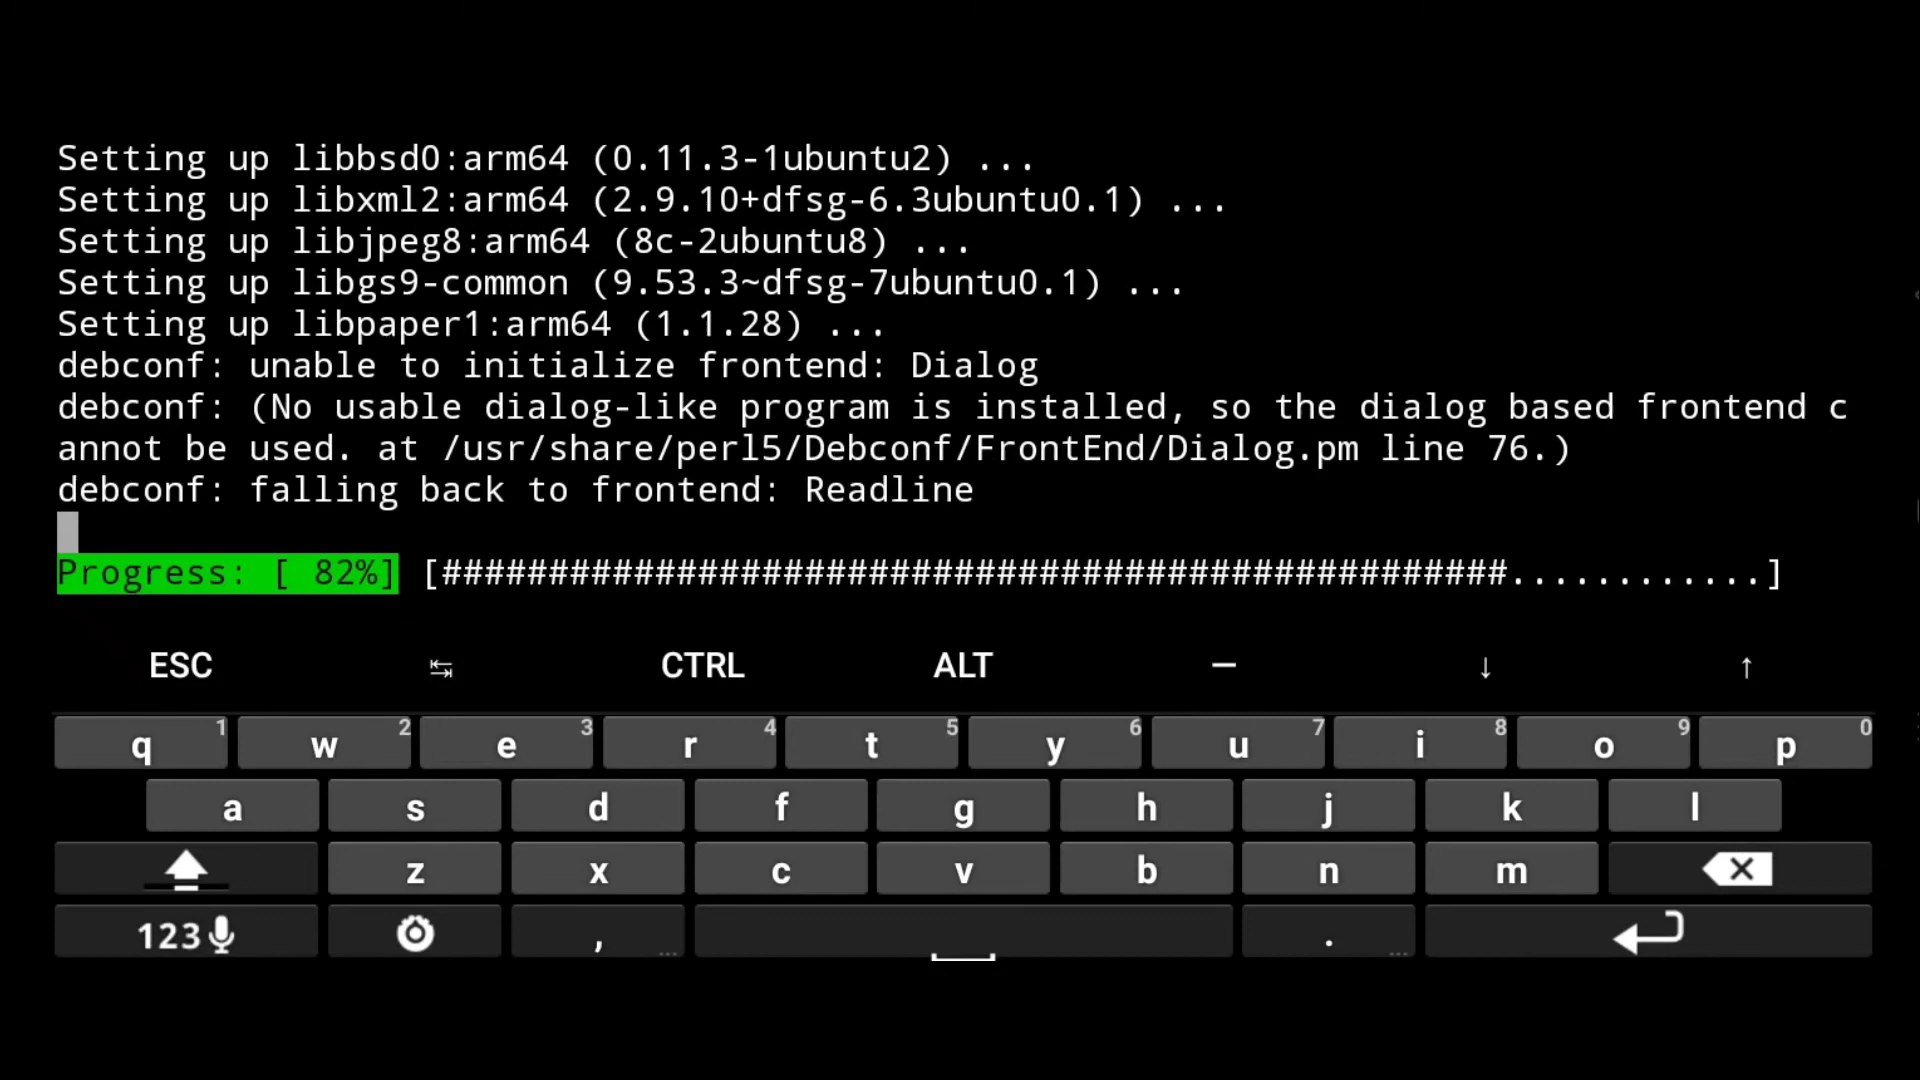 Setting up libbsd0:arm64 (0.11.3-1ubuntu2) ...
Setting up libxml2:arm64 (2.9.10+dfsg-6.3ubuntu0.1) ...
Setting up libjpeg8:arm64 (8c-2ubuntu8) ...
Setting up libgs9-common (9.53.3~dfsg-7ubuntu0.1) ...
Setting up libpaper1:arm64 (1.1.28) ...
debconf: unable to initialize frontend: Dialog
debconf: (No usable dialog-like program is installed, so the dialog based frontend c
annot be used. at /usr/share/perl5/Debconf/FrontEnd/Dialog.pm line 76.)
debconf: falling back to frontend: Readline
Progress: [ 82%] [##################################################............]
ESC ↹ CTRL ALT — ↓ ↑
q 1 w 2 e 3 r 4 t 5 y 6 u 7 i 8 o 9 p 0
a s d f g h j k l
z x c v b n m
123 , ... . ...